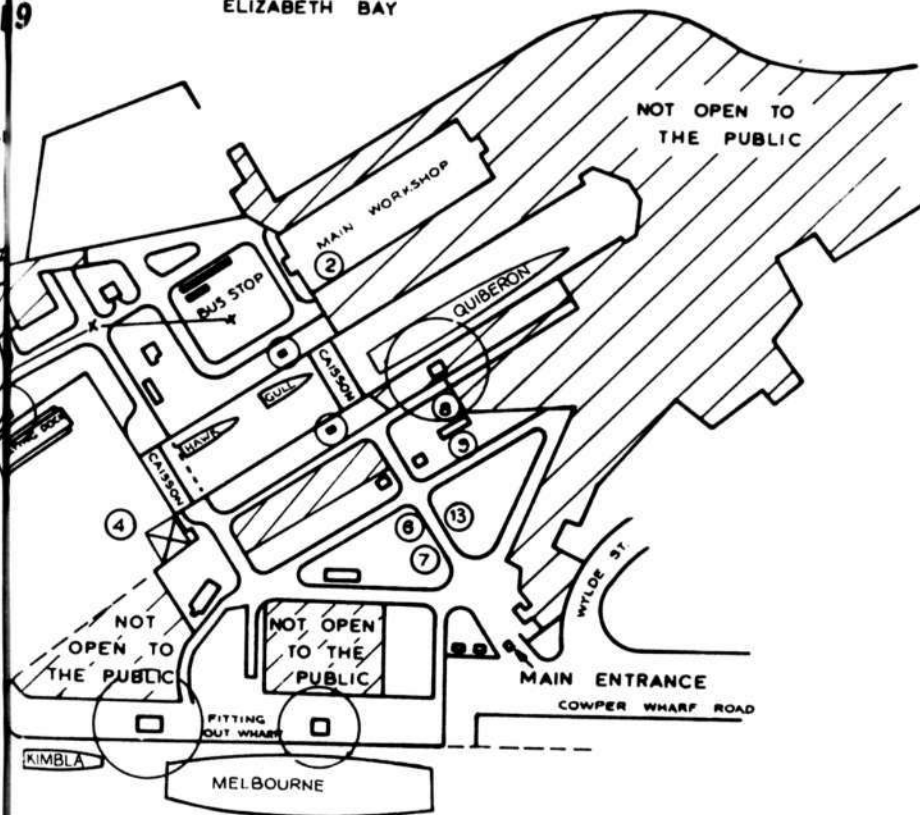 19
ELIZABETH BAY
NOT OPEN TO
THE PUBLIC
MAIN WORKSHOP
2
BUS STOP
QUIBERON
CAISSON
GULL
HAWK
8
9
CAISSON
4
6
13
7
WYLDE ST.
NOT
OPEN TO
THE PUBLIC
NOT OPEN
TO THE
PUBLIC
MAIN ENTRANCE
COWPER WHARF ROAD
FITTING
OUT WHARF
KIMBLA
MELBOURNE